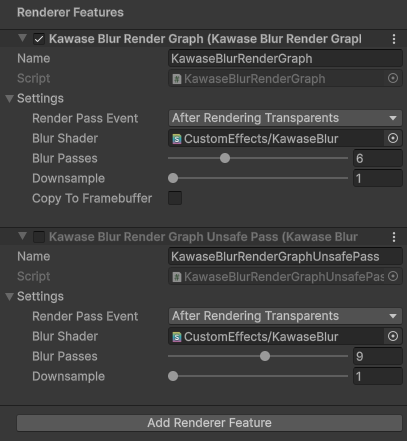 Renderer Features
Kawase Blur Render Graph (Kawase Blur Render Grapl
Name KawaseBlurRenderGraph
Script KawaseBlurRenderGraph
Settings
Render Pass Event After Rendering Transparents
Blur Shader CustomEffects/KawaseBlur
Blur Passes 6
Downsample 1
Copy To Framebuffer
Kawase Blur Render Graph Unsafe Pass (Kawase Blur
Name KawaseBlurRenderGraphUnsafePass
Script KawaseBlurRenderGraphUnsafePas
Settings
Render Pass Event After Rendering Transparents
Blur Shader CustomEffects/KawaseBlur
Blur Passes 9
Downsample 1
Add Renderer Feature